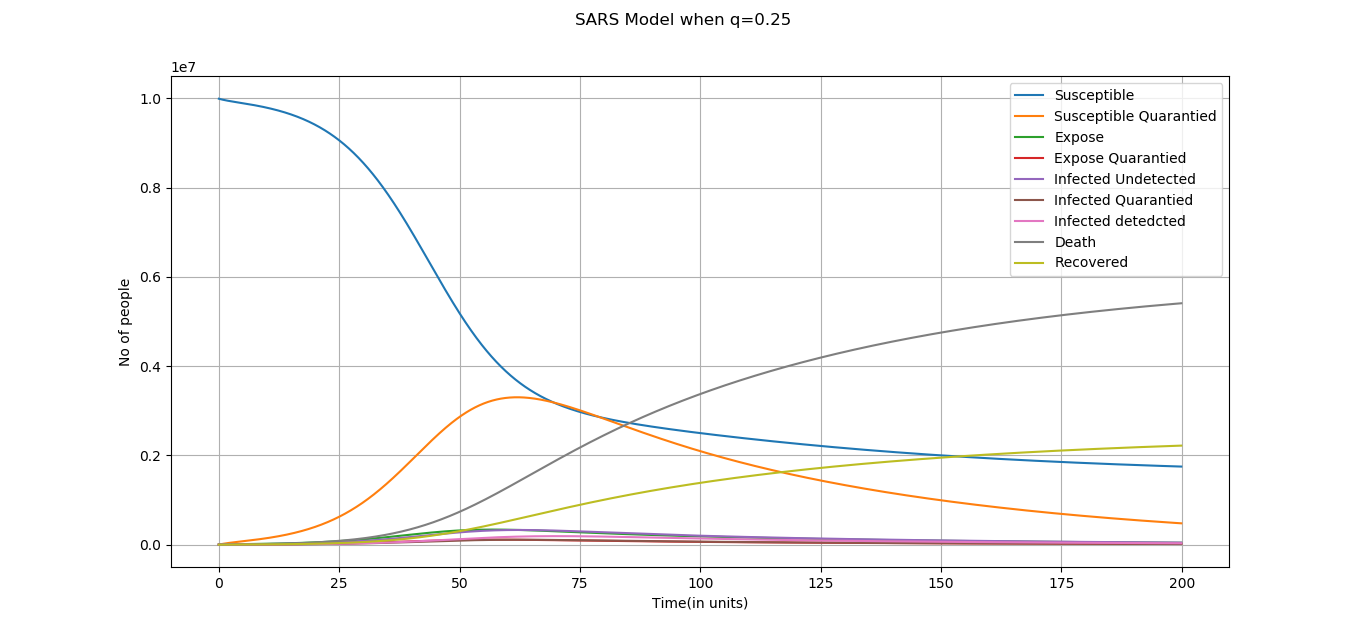 SARS Model when q=0.25
1e7
1.0
0.8
0.6
0.4
0.2
0.0
No of people
0 25 50 75 100 125 150 175 200
Time(in units)
Susceptible
Susceptible Quarantied
Expose
Expose Quarantied
Infected Undetected
Infected Quarantied
Infected detedcted
Death
Recovered